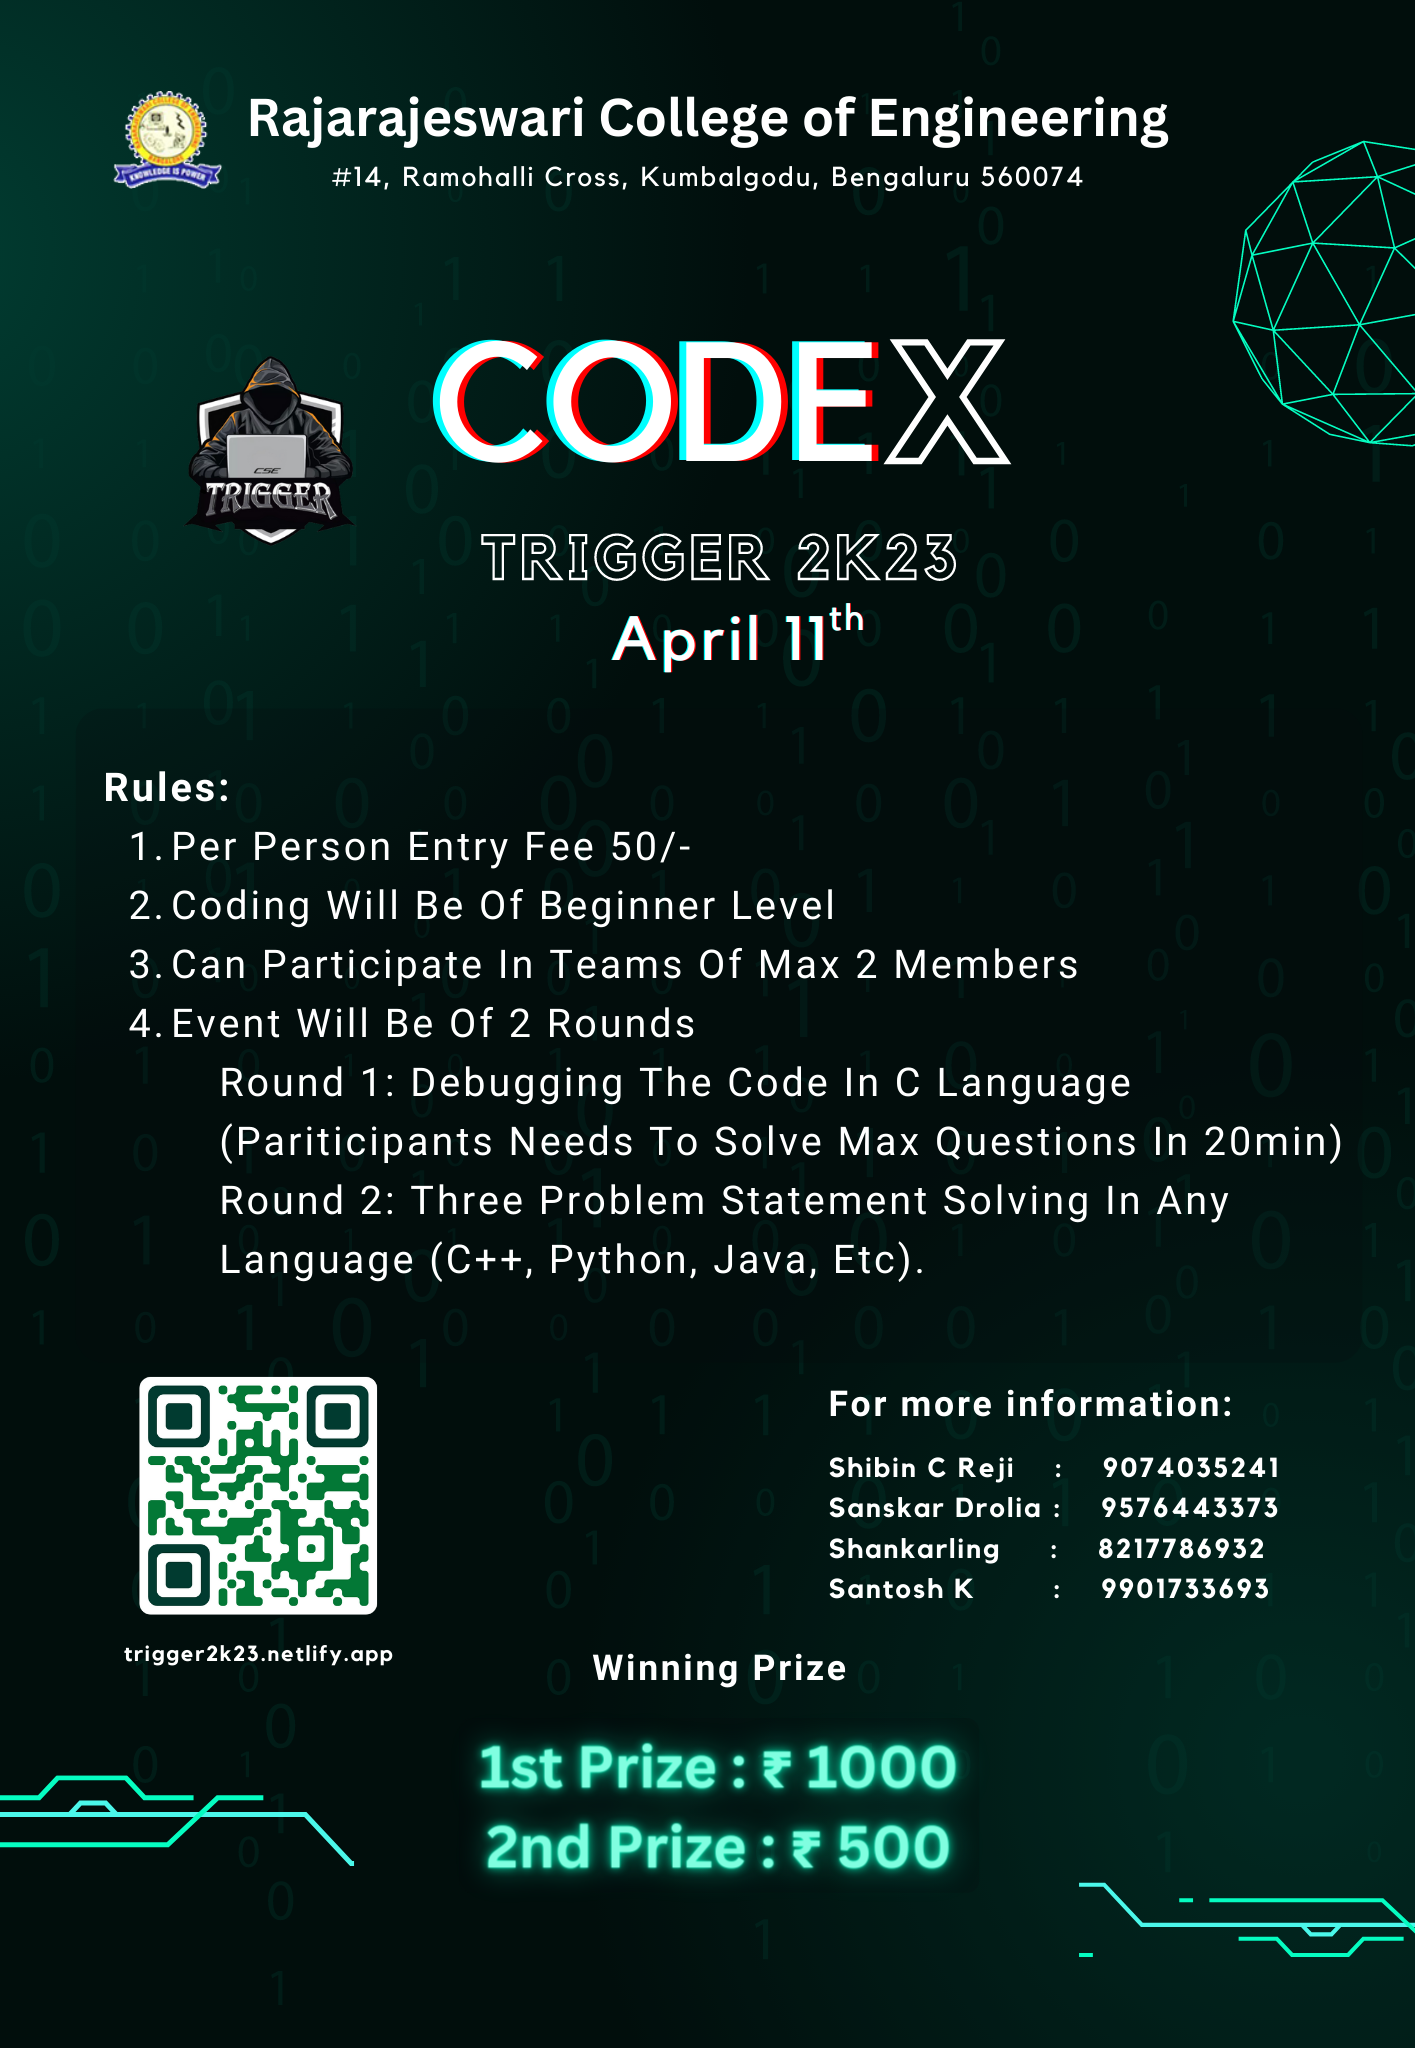 Rajarajeswari College of Engineering
#14, Ramohalli Cross, Kumbalgodu, Bengaluru 560074
KNOWLEDGE IS POWER
CODEX
CSE
TRIGGER
TRIGGER 2K23
April 11th
Rules:
1. Per Person Entry Fee 50/-
2. Coding Will Be Of Beginner Level
3. Can Participate In Teams Of Max 2 Members
4. Event Will Be Of 2 Rounds
Round 1: Debugging The Code In C Language
(Pariticipants Needs To Solve Max Questions In 20min)
Round 2: Three Problem Statement Solving In Any
Language (C++, Python, Java, Etc).
For more information:
Shibin C Reji : 9074035241
Sanskar Drolia : 9576443373
Shankarling : 8217786932
Santosh K : 9901733693
trigger2k23.netlify.app
Winning Prize
1st Prize : ₹ 1000
2nd Prize : ₹ 500